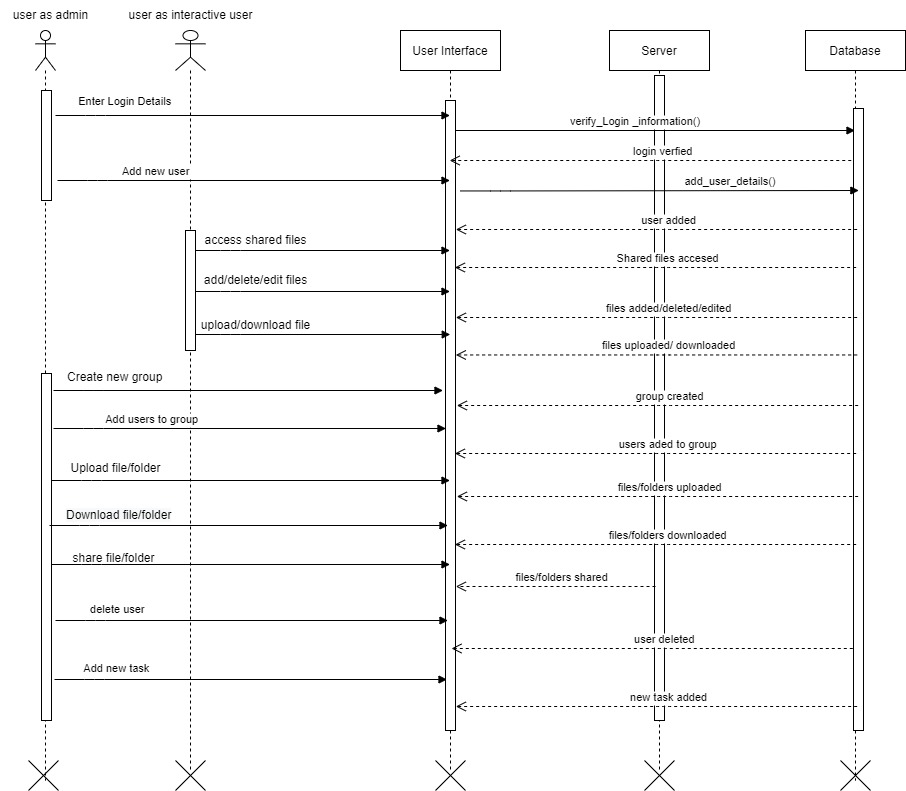 user as admin
user as interactive user
User Interface
Server
Database
Enter Login Details
verify_Login _information()
login verfied
Add new user
add_user_details()
user added
access shared files
Shared files accesed
add/delete/edit files
files added/deleted/edited
upload/download file
files uploaded/ downloaded
Create new group
group created
Add users to group
users aded to group
Upload file/folder
files/folders uploaded
Download file/folder
files/folders downloaded
share file/folder
files/folders shared
delete user
user deleted
Add new task
new task added